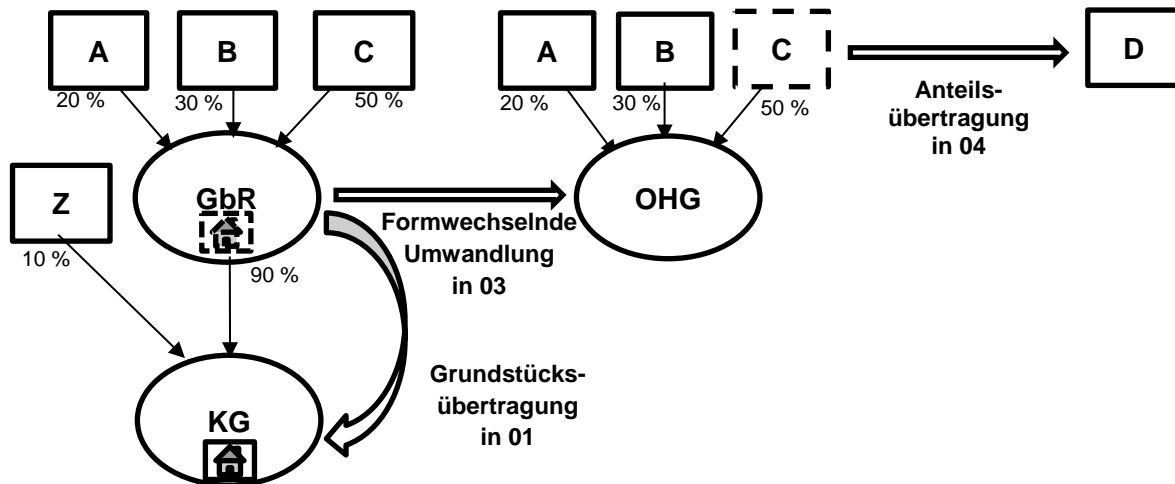 A
B
C
A
B
C
D
20 %
30 %
50 %
20 %
30 %
50 %
Anteils-
übertragung
in 04
Z
GbR
OHG
Formwechselnde
Umwandlung
in 03
10 %
90 %
Grundstücks-
übertragung
in 01
KG